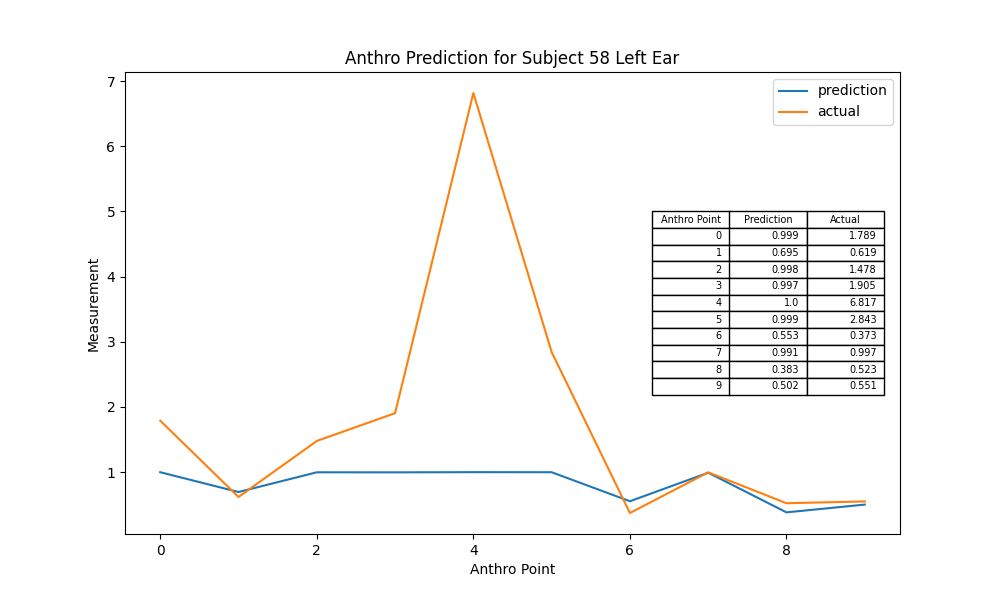 Anthro Prediction for Subject 58 Left Ear
prediction
actual
7
6
5
4
3
2
1
Measurement
Anthro Point Prediction Actual
0 0.999 1.789
1 0.695 0.619
2 0.998 1.478
3 0.997 1.905
4 1.0 6.817
5 0.999 2.843
6 0.553 0.373
7 0.991 0.997
8 0.383 0.523
9 0.502 0.551
0 2 4 6 8
Anthro Point